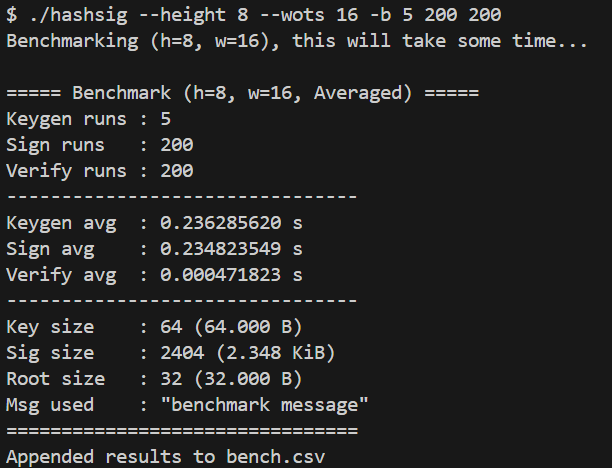 $ ./hashsig --height 8 --wots 16 -b 5 200 200
Benchmarking (h=8, w=16), this will take some time...
===== Benchmark (h=8, w=16, Averaged) =====
Keygen runs : 5
Sign runs   : 200
Verify runs : 200
--------------------------------
Keygen avg  : 0.236285620 s
Sign avg    : 0.234823549 s
Verify avg  : 0.000471823 s
--------------------------------
Key size    : 64 (64.000 B)
Sig size    : 2404 (2.348 KiB)
Root size   : 32 (32.000 B)
Msg used    : "benchmark message"
================================
Appended results to bench.csv